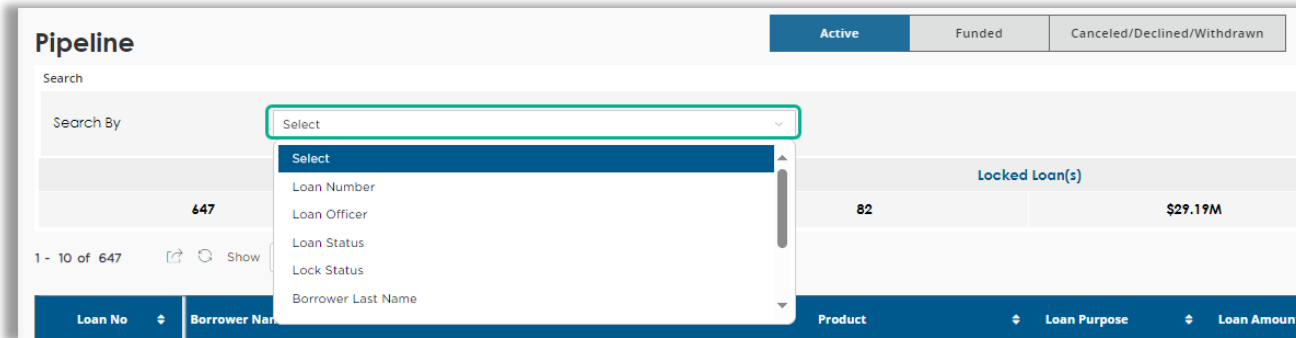 Pipeline
Active Funded Canceled/Declined/Withdrawn
Search
Search By
Select
Select
Loan Number
Loan Officer
Loan Status
Lock Status
Borrower Last Name
Locked Loan(s)
647 82 $29.19M
1 - 10 of 647 Show
Loan No Borrower Nam Product Loan Purpose Loan Amoun